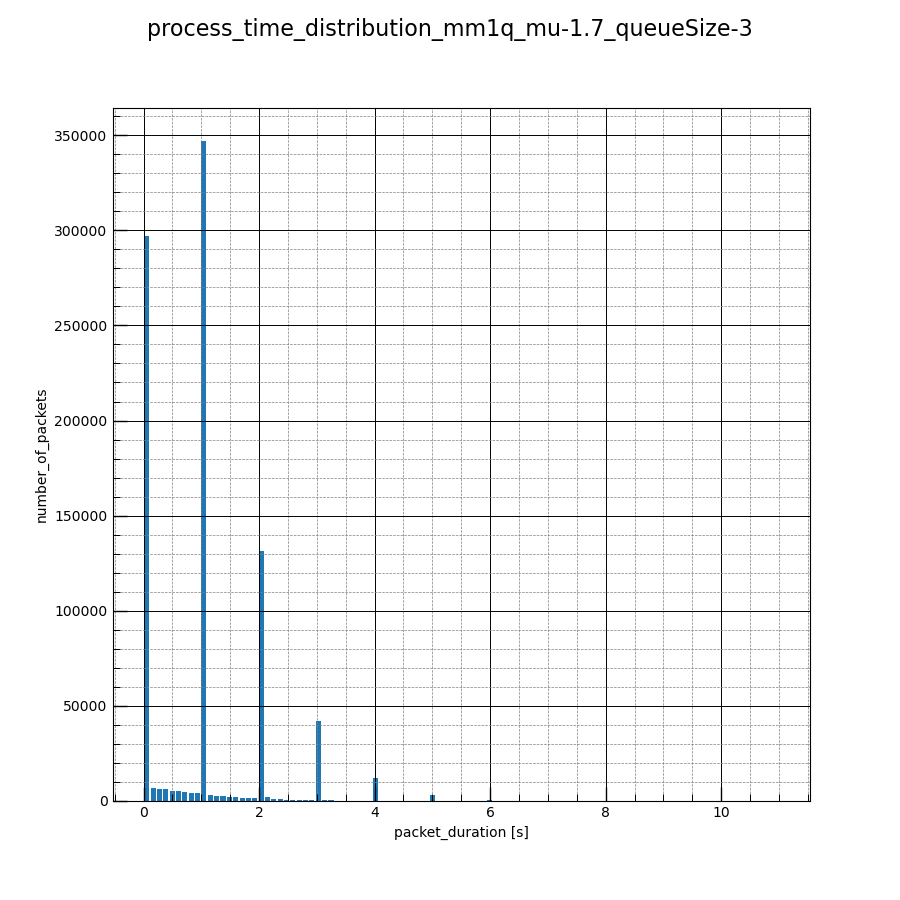 process_time_distribution_mm1q_mu-1.7_queueSize-3
350000
300000
250000
200000
150000
100000
50000
0
number_of_packets
0 2 4 6 8 10
packet_duration [s]